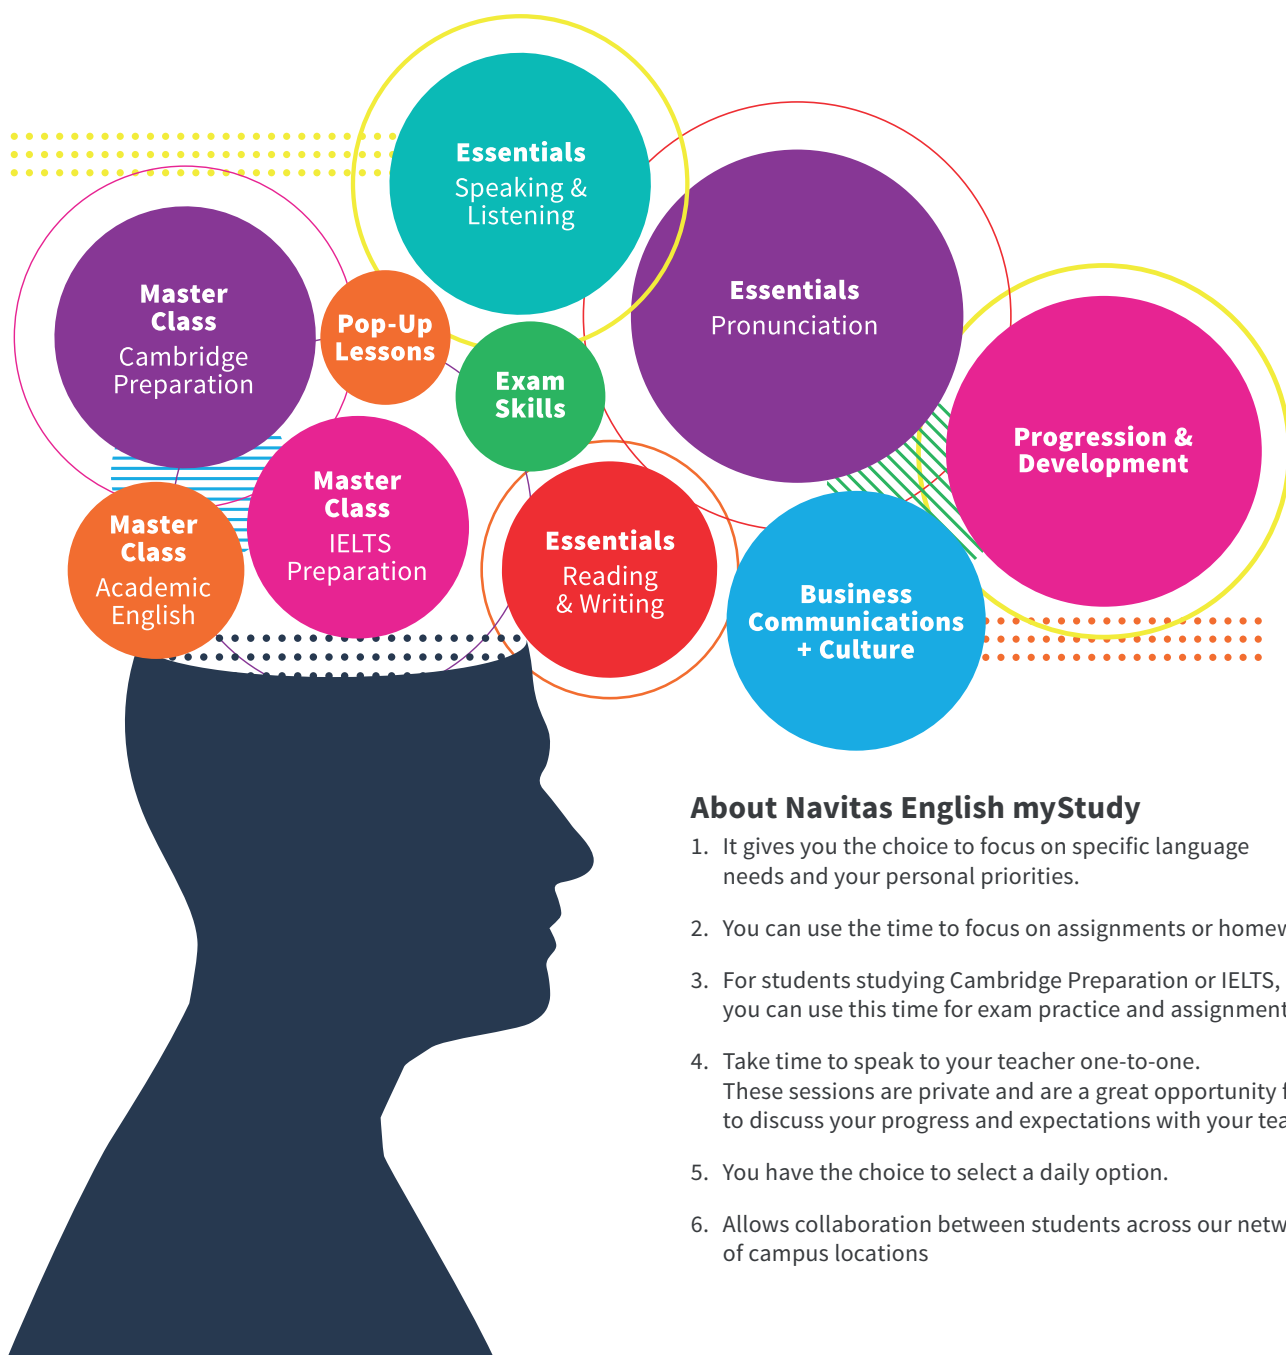 Essentials
Speaking &
Listening
Essentials
Pronunciation
Master
Class
Cambridge
Preparation
Pop-Up
Lessons
Exam
Skills
Progression &
Development
Master
Class
IELTS
Preparation
Master
Class
Academic
English
Essentials
Reading
& Writing
Business
Communications
+ Culture
About Navitas English myStudy
1. It gives you the choice to focus on specific language
needs and your personal priorities.
2. You can use the time to focus on assignments or
3. For students studying Cambridge Preparation or IELTS,
you can use this time for exam practice and
4. Take time to speak to your teacher one-to-one.
These sessions are private and are a great opportunity
to discuss your progress and expectations with your
5. You have the choice to select a daily option.
6. Allows collaboration between students across our
of campus locations